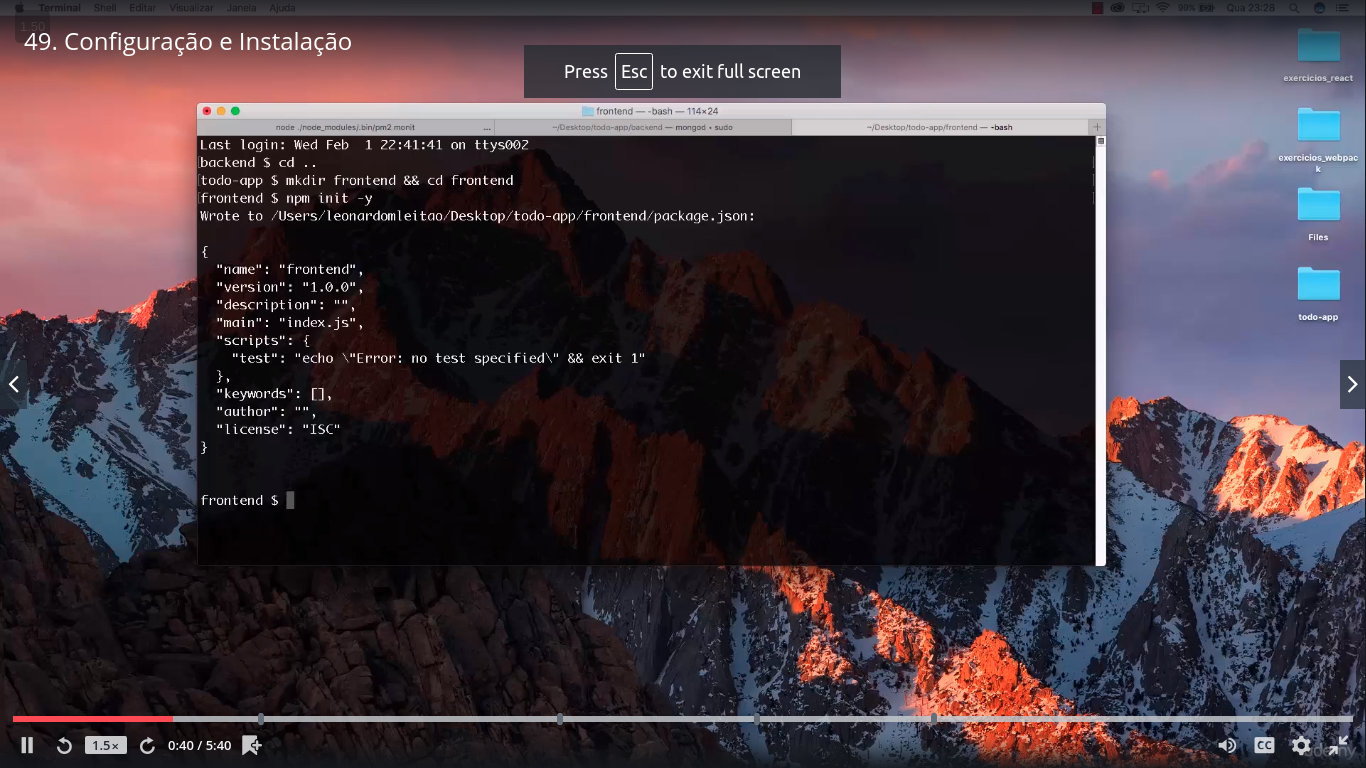 Terminal Shell Editar Visualizar Janela Ajuda
99% Qua 23:28
1.50
49. Configuração e Instalação
Press Esc to exit full screen
exercicios_react
exercicios_webpac
k
Files
todo-app
frontend — -bash — 114×24
node ./node_modules/.bin/pm2 monit ... ~/Desktop/todo-app/backend — mongod • sudo ~/Desktop/todo-app/frontend — -bash +
Last login: Wed Feb  1 22:41:41 on ttys002
[backend $ cd ..
[todo-app $ mkdir frontend && cd frontend
[frontend $ npm init -y
Wrote to /Users/leonardomleitao/Desktop/todo-app/frontend/package.json:
{
"name": "frontend",
"version": "1.0.0",
"description": "",
"main": "index.js",
"scripts": {
"test": "echo \"Error: no test specified\" && exit 1"
},
"keywords": [],
"author": "",
"license": "ISC"
}
frontend $
1.5×
0:40 / 5:40
CC
udemy